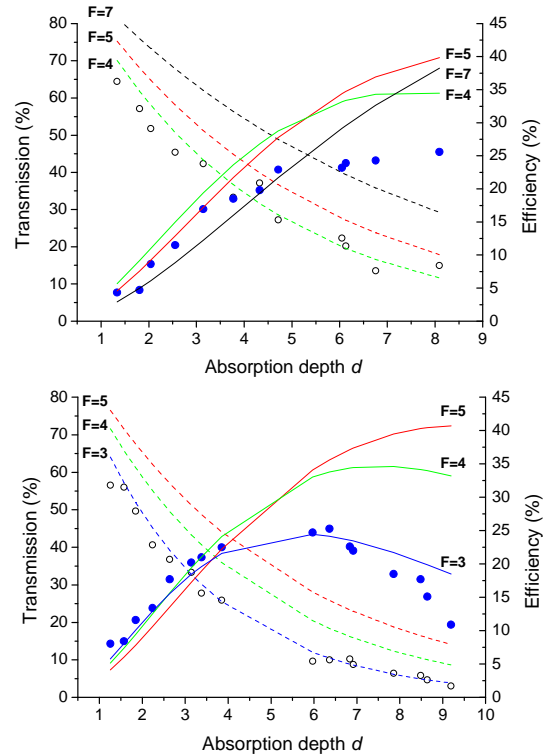 F=7
F=5
F=4
80
70
60
50
40
30
20
10
0
Transmission (%)
45
40
35
30
25
20
15
10
5
0
Efficiency (%)
F=5
F=7
F=4
1 2 3 4 5 6 7 8 9
Absorption depth d
F=5
F=4
F=3
80
70
60
50
40
30
20
10
0
Transmission (%)
45
40
35
30
25
20
15
10
5
0
Efficiency (%)
F=5
F=4
F=3
0 1 2 3 4 5 6 7 8 9 10
Absorption depth d